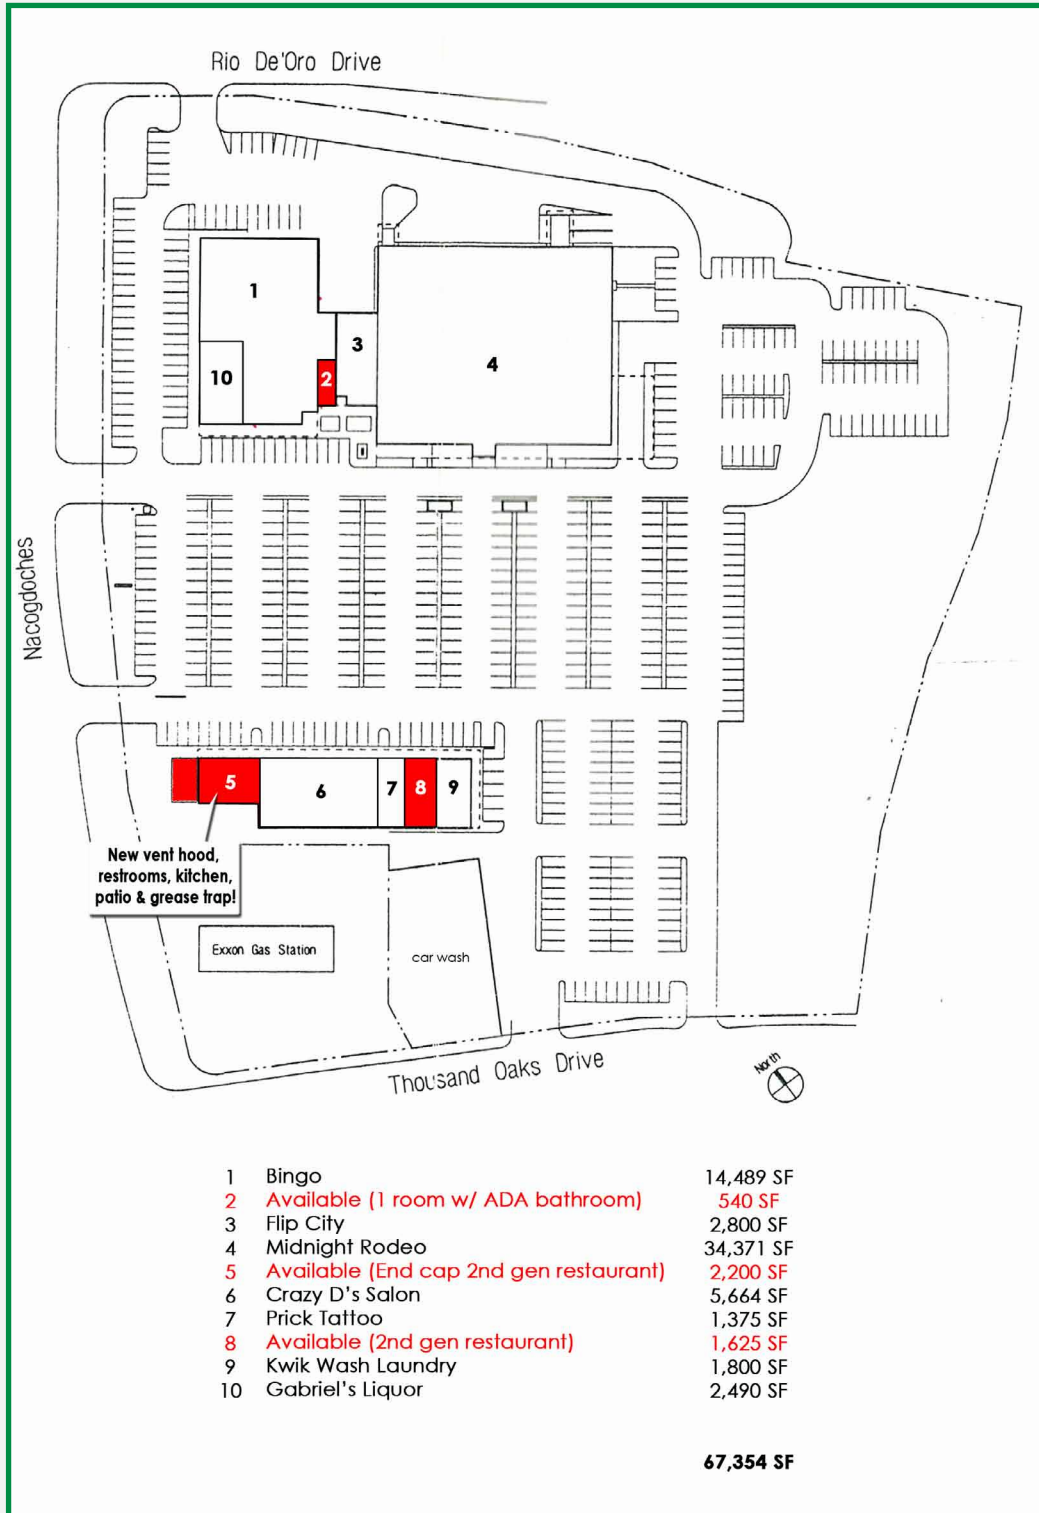 Rio De'Oro Drive
1
2
3
4
10
Nacogdoches
5
6
7
8
9
New vent hood,
restrooms, kitchen,
patio & grease trap!
Exxon Gas Station
car wash
Thousand Oaks Drive
North
1 Bingo 14,489 SF
2 Available (1 room w/ ADA bathroom) 540 SF
3 Flip City 2,800 SF
4 Midnight Rodeo 34,371 SF
5 Available (End cap 2nd gen restaurant) 2,200 SF
6 Crazy D's Salon 5,664 SF
7 Prick Tattoo 1,375 SF
8 Available (2nd gen restaurant) 1,625 SF
9 Kwik Wash Laundry 1,800 SF
10 Gabriel's Liquor 2,490 SF
67,354 SF